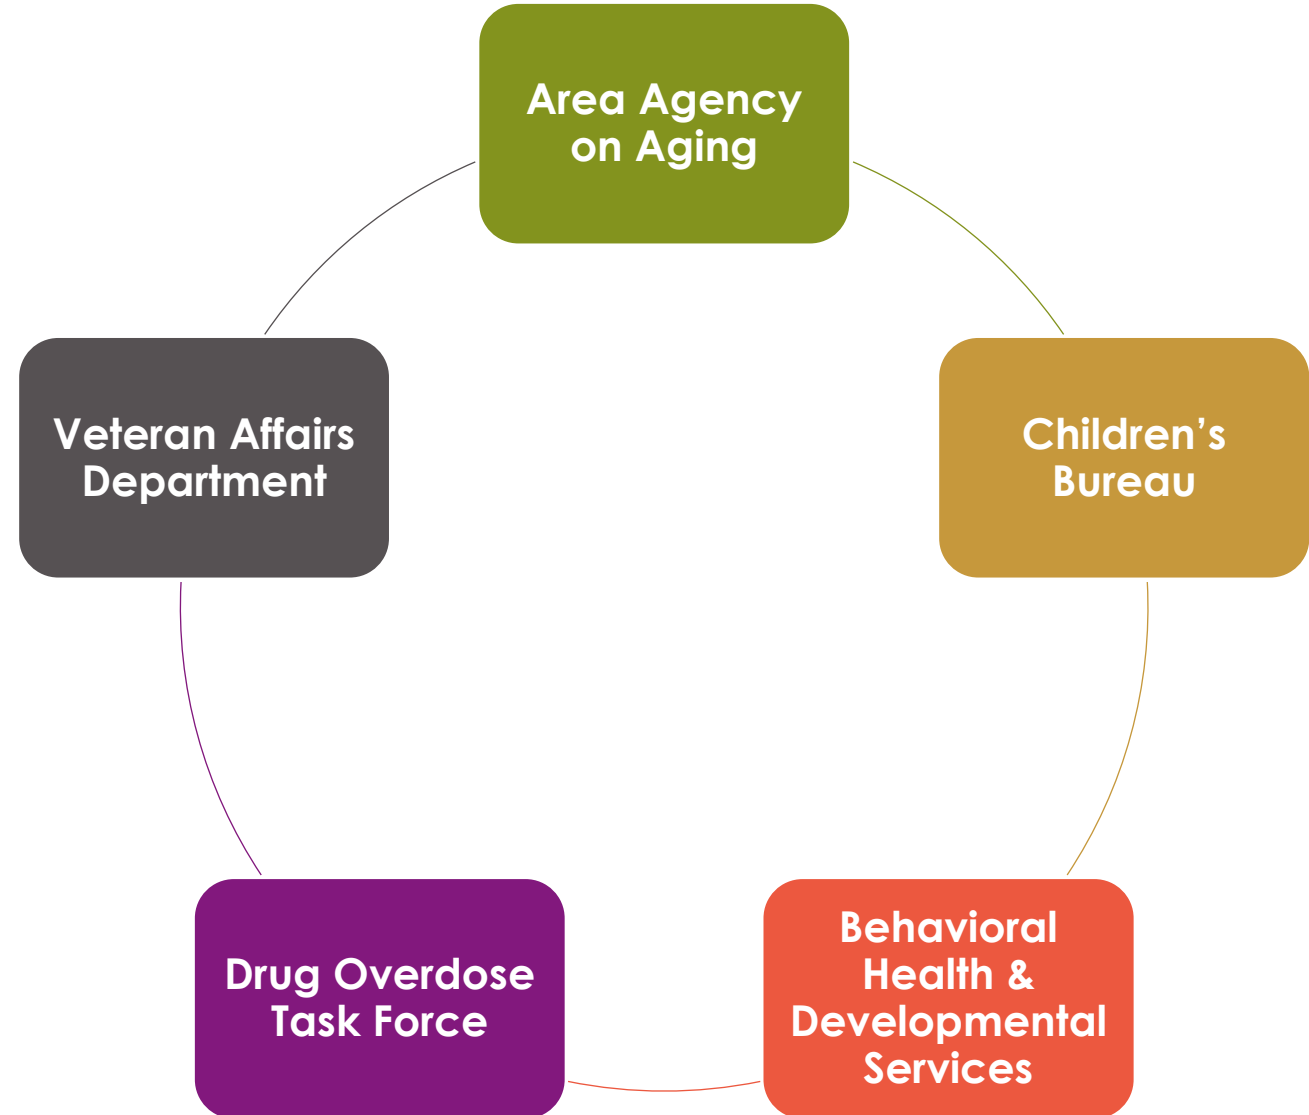 Area Agency
on Aging
Children’s
Bureau
Behavioral
Health &
Developmental
Services
Drug Overdose
Task Force
Veteran Affairs
Department